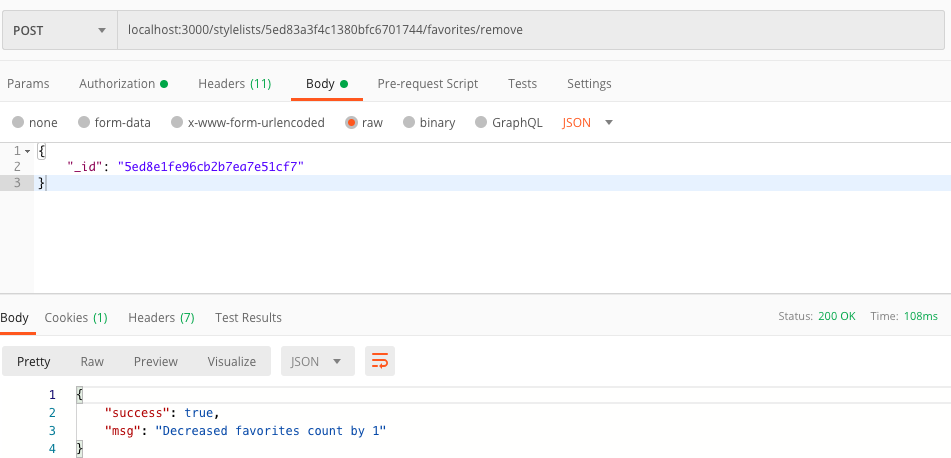 POST localhost:3000/stylelists/5ed83a3f4c1380bfc6701744/favorites/remove
Params Authorization Headers (11) Body Pre-request Script Tests Settings
none form-data x-www-form-urlencoded raw binary GraphQL JSON
1 {
2 "_id": "5ed8e1fe96cb2b7ea7e51cf7"
3 }
Body Cookies (1) Headers (7) Test Results Status: 200 OK Time: 108ms
Pretty Raw Preview Visualize JSON
1 {
2 "success": true,
3 "msg": "Decreased favorites count by 1"
4 }